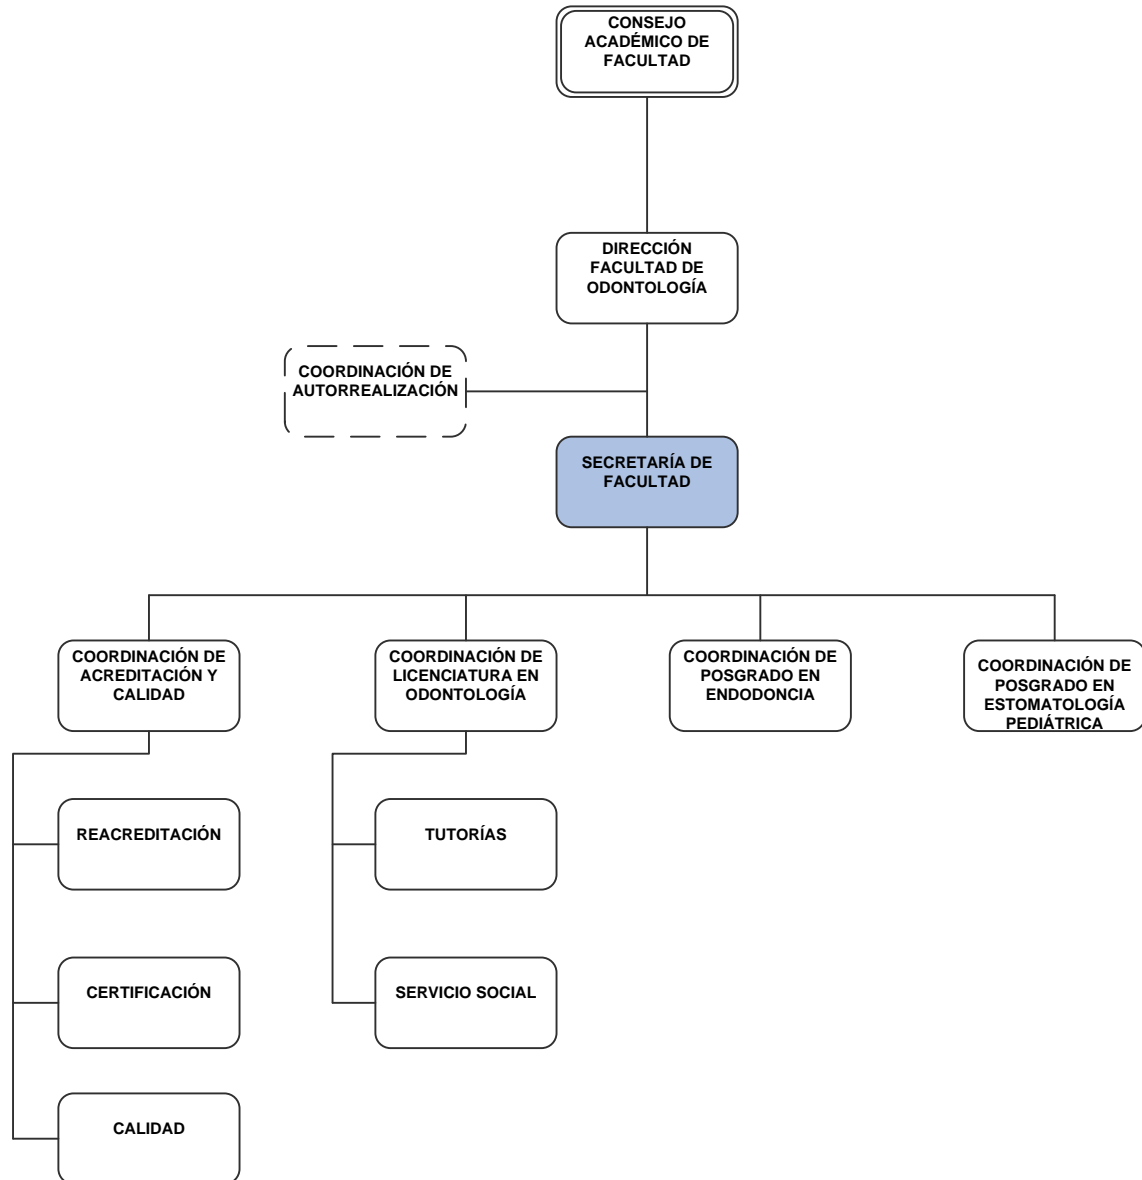 CONSEJO
ACADÉMICO DE
FACULTAD
DIRECCIÓN
FACULTAD DE
ODONTOLOGÍA
COORDINACIÓN DE
AUTORREALIZACIÓN
SECRETARÍA DE
FACULTAD
COORDINACIÓN DE
ACREDITACIÓN Y
CALIDAD
COORDINACIÓN DE
LICENCIATURA EN
ODONTOLOGÍA
COORDINACIÓN DE
POSGRADO EN
ENDODONCIA
COORDINACIÓN DE
POSGRADO EN
ESTOMATOLOGÍA
PEDIÁTRICA
REACREDITACIÓN
TUTORÍAS
CERTIFICACIÓN
SERVICIO SOCIAL
CALIDAD